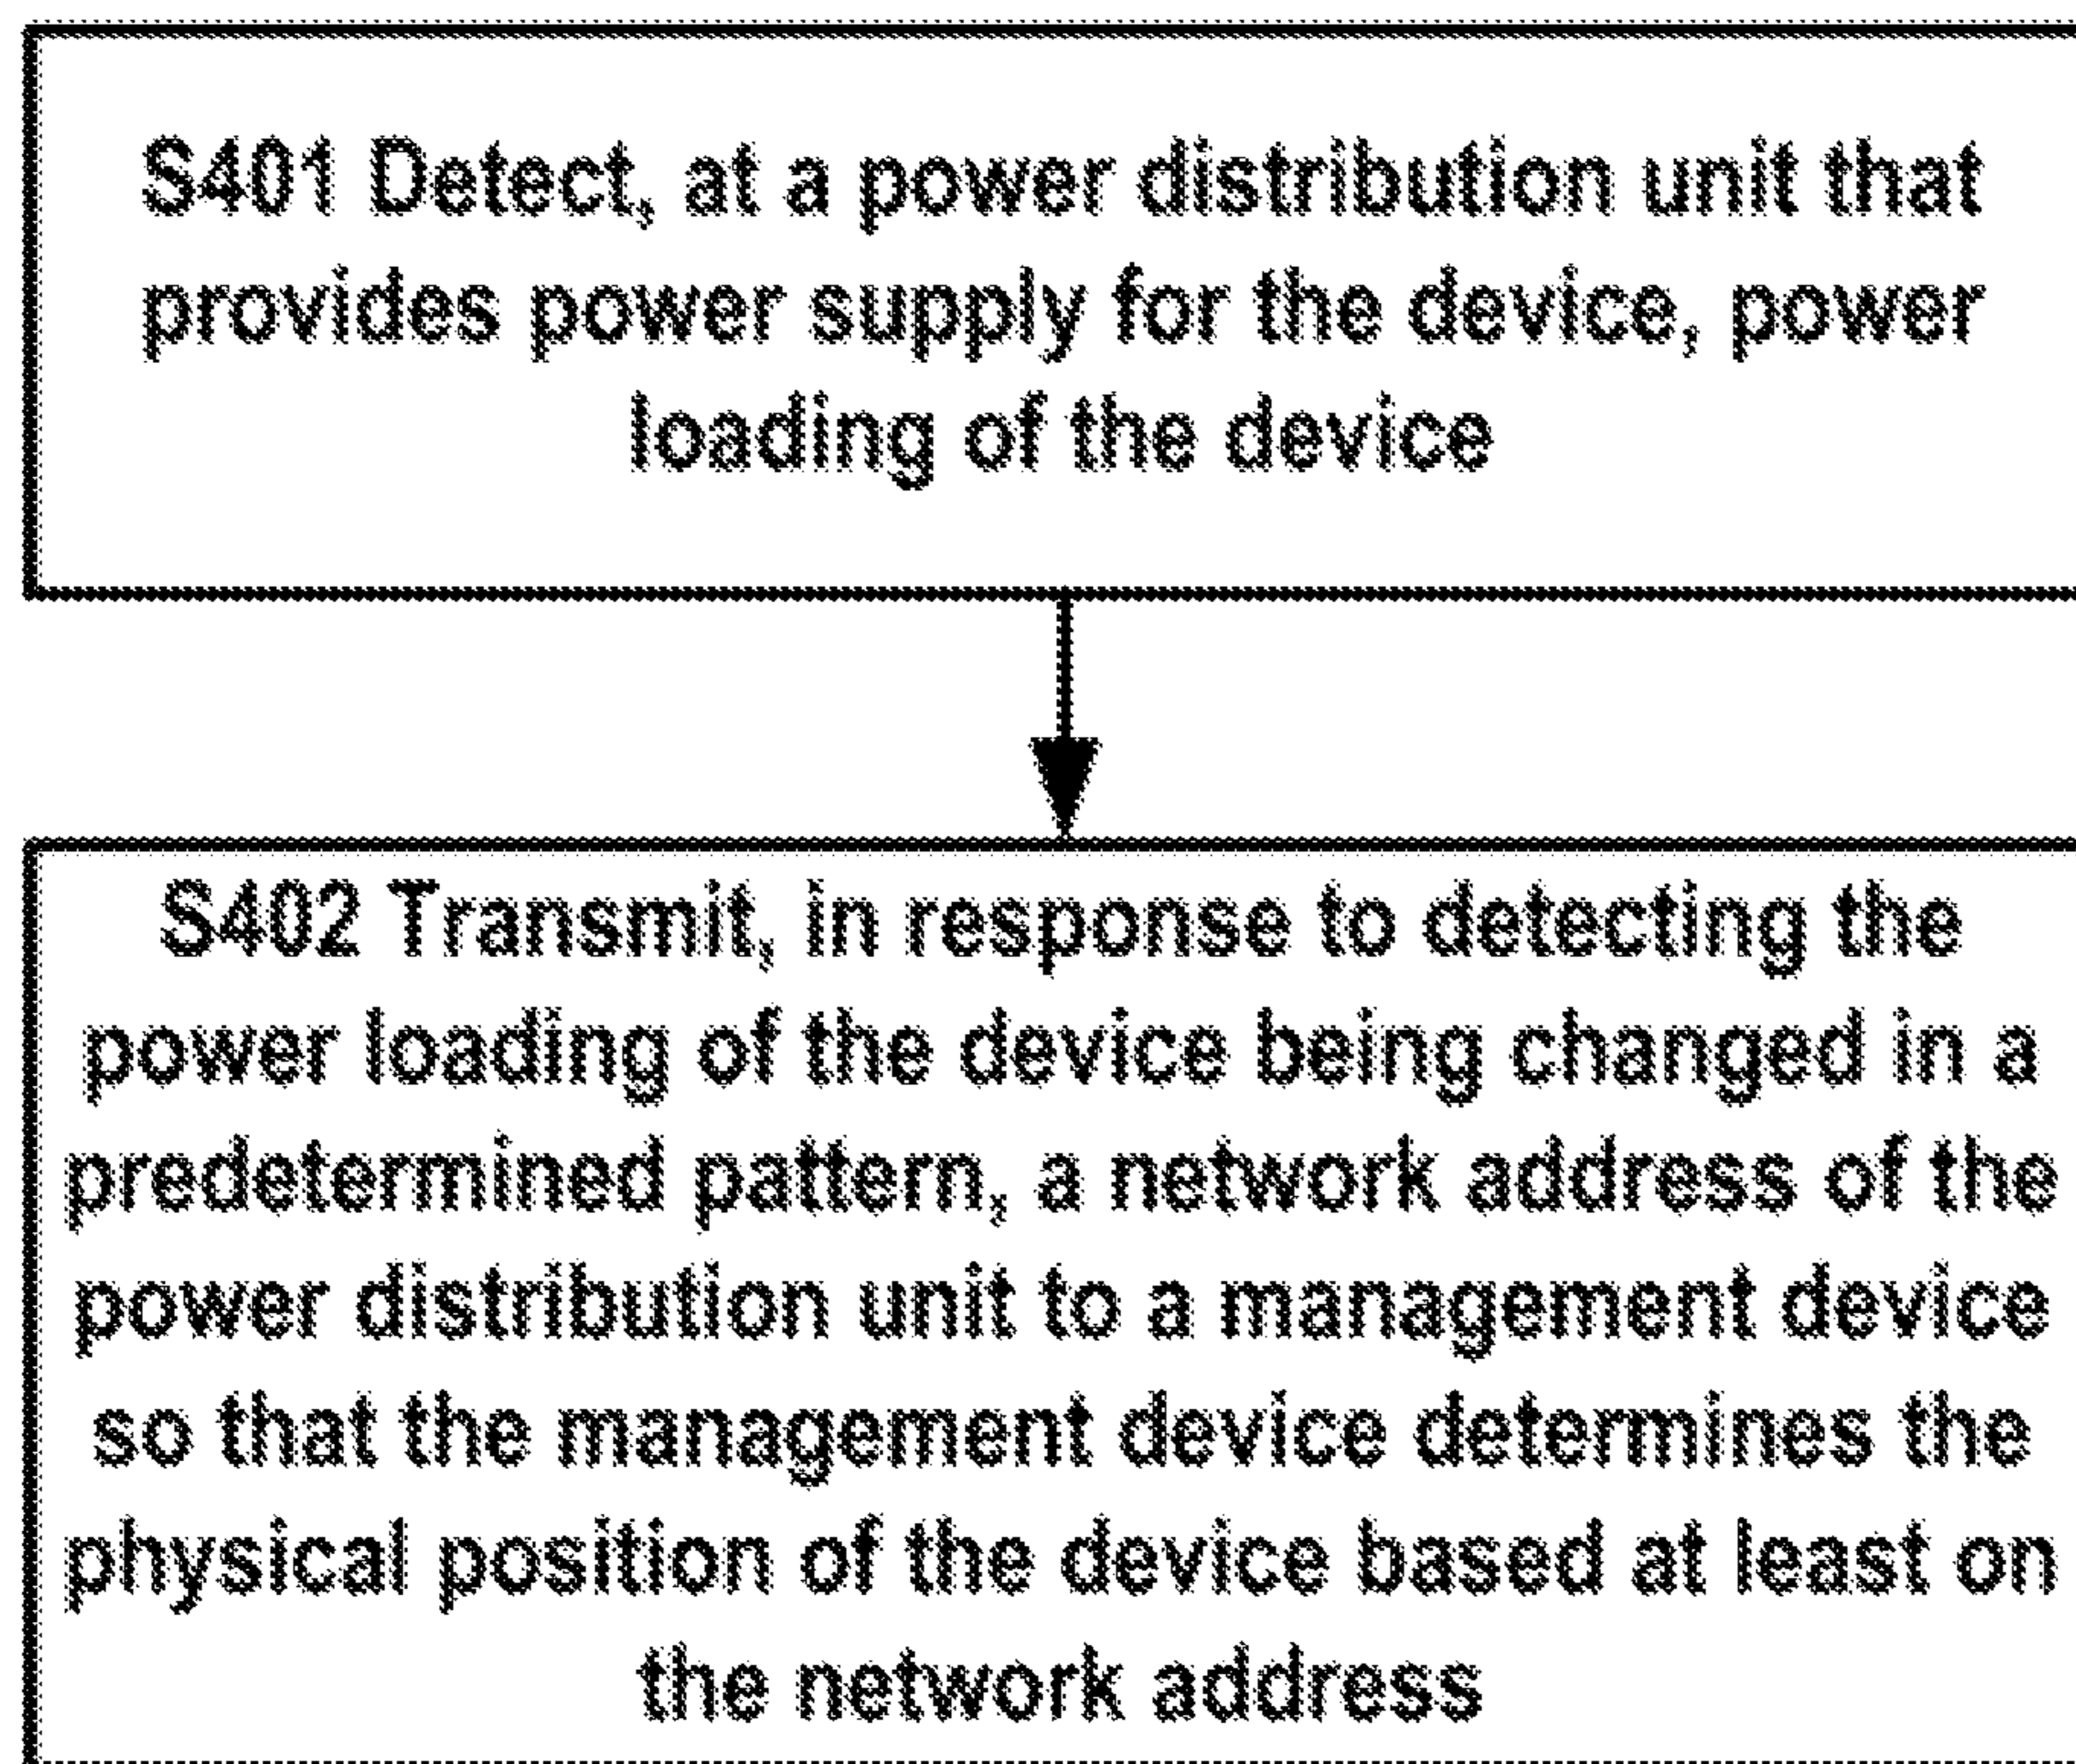 S401 Detect, at a power distribution unit that
provides power supply for the device, power
loading of the device
S402 Transmit, in response to detecting the
power loading of the device being changed in a
predetermined pattern, a network address of the
power distribution unit to a management device
so that the management device determines the
physical position of the device based at least on
the network address